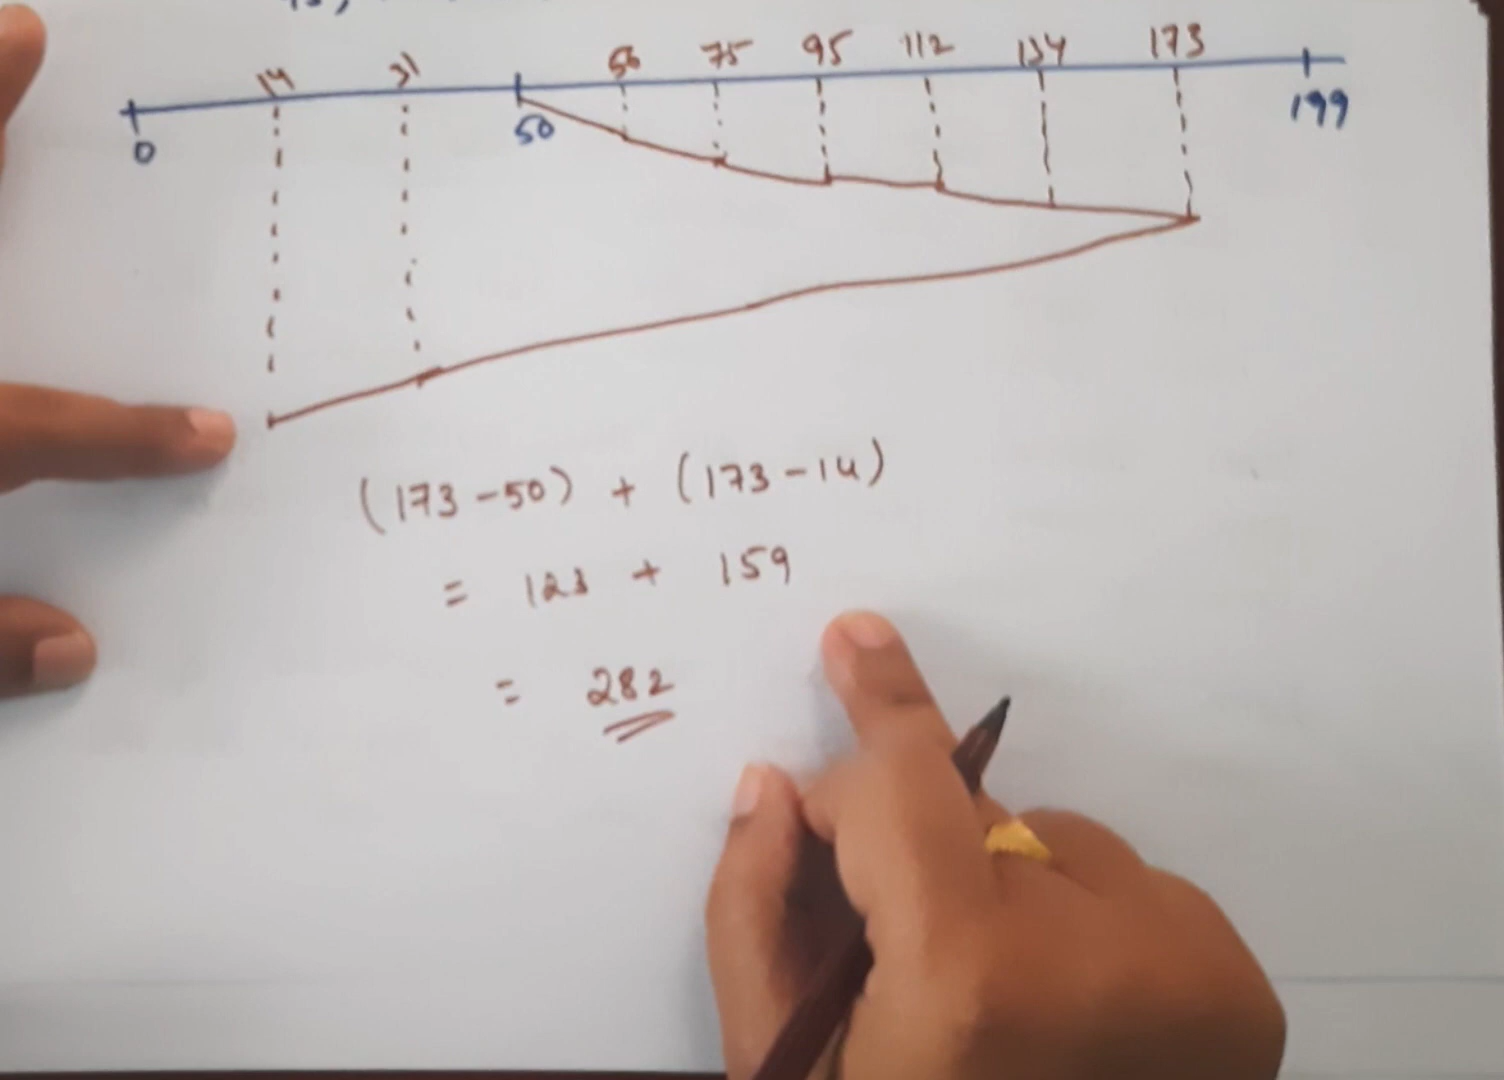 14 31 56 75 95 112 134 173
0 50 199
(173-50) + (173-14)
= 123 + 159
= 282